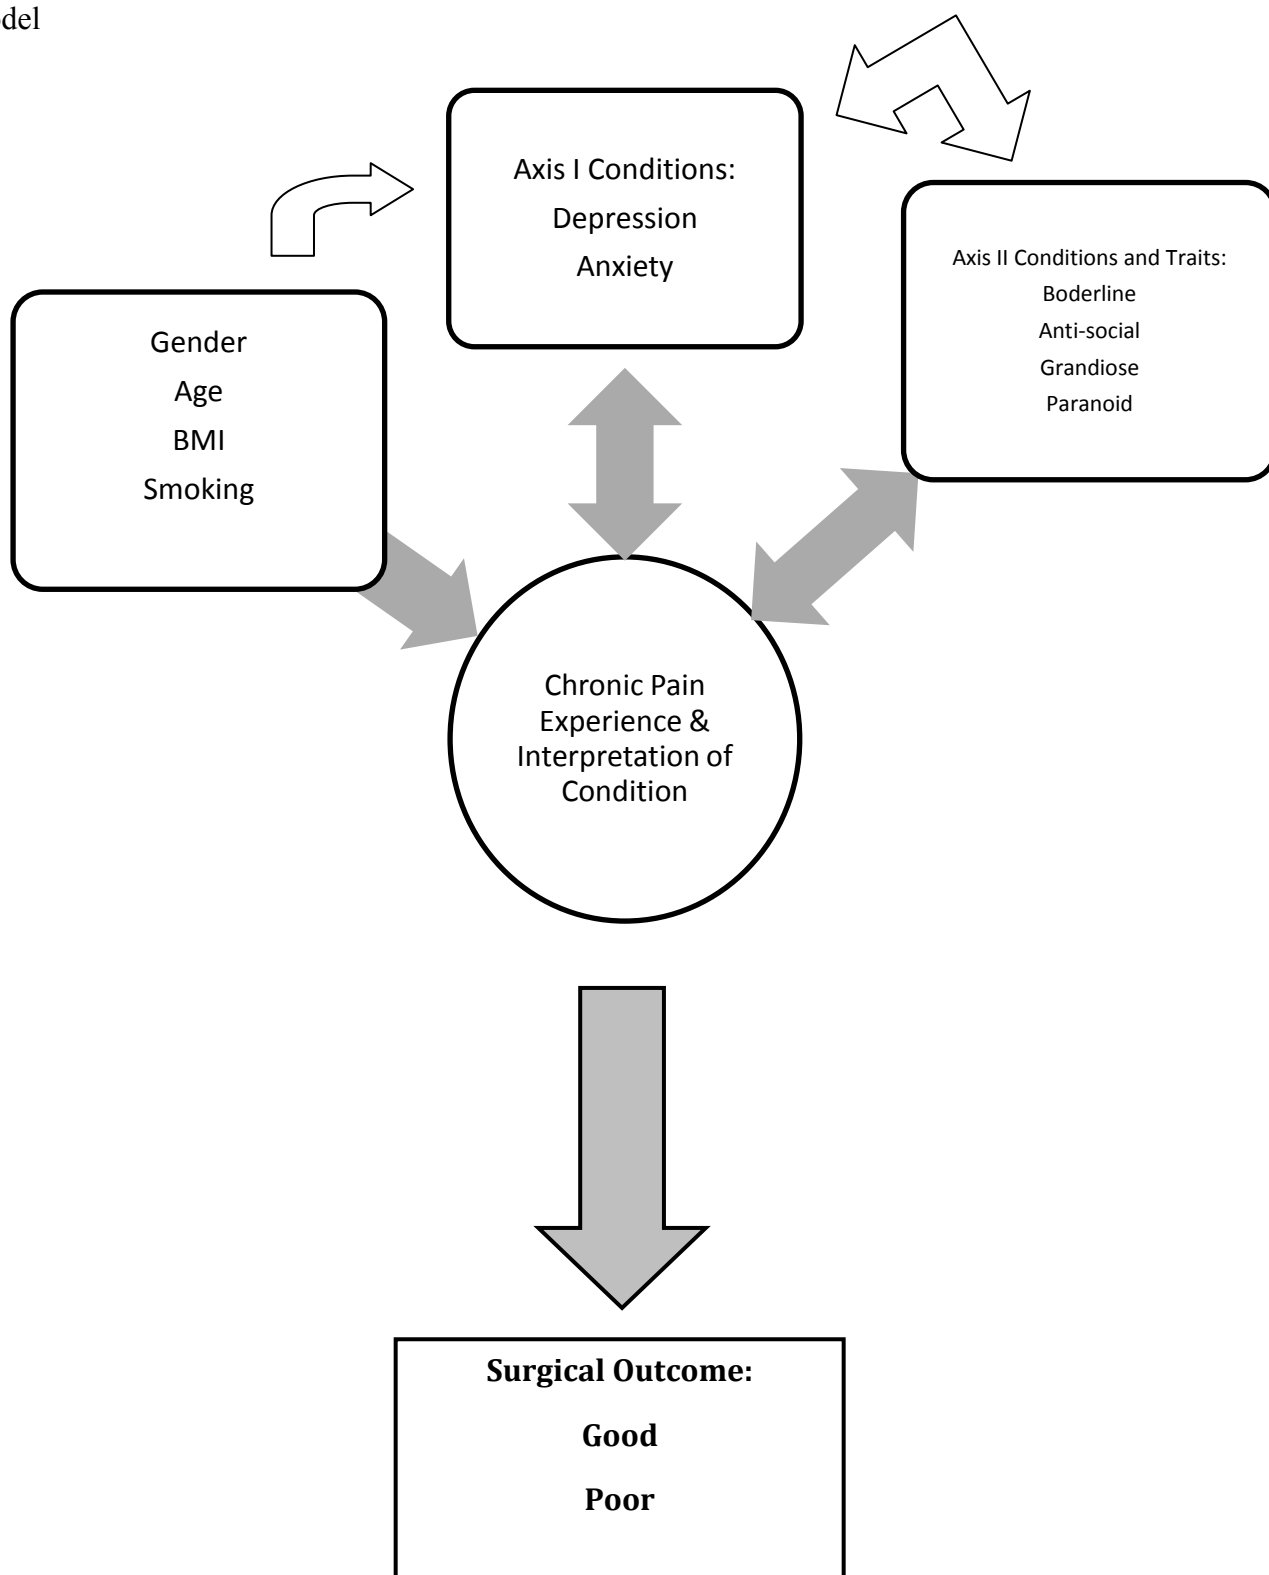 Axis I Conditions:
Depression
Anxiety
Axis II Conditions and Traits:
Boderline
Anti-social
Grandiose
Paranoid
Gender
Age
BMI
Smoking
Chronic Pain
Experience &
Interpretation of
Condition
Surgical Outcome:
Good
Poor